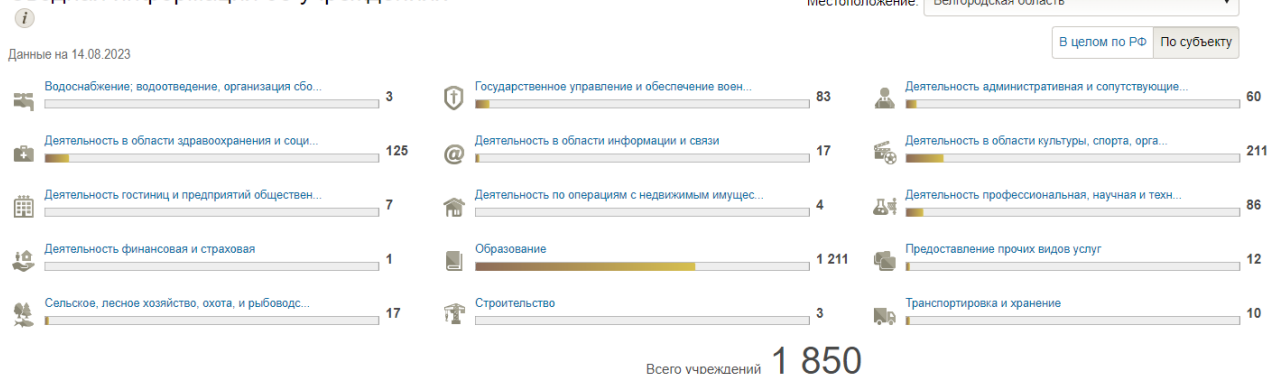 Местоположение: Белгородская область
В целом по РФ По субъекту
Данные на 14.08.2023
Водоснабжение; водоотведение, организация сбо... 3
Государственное управление и обеспечение воен... 83
Деятельность административная и сопутствующие... 60
Деятельность в области здравоохранения и соци... 125
Деятельность в области информации и связи 17
Деятельность в области культуры, спорта, орга... 211
Деятельность гостиниц и предприятий обществен... 7
Деятельность по операциям с недвижимым имущес... 4
Деятельность профессиональная, научная и техн... 86
Деятельность финансовая и страховая 1
Образование 1 211
Предоставление прочих видов услуг 12
Сельское, лесное хозяйство, охота, и рыбоводс... 17
Строительство 3
Транспортировка и хранение 10
Всего учреждений 1 850